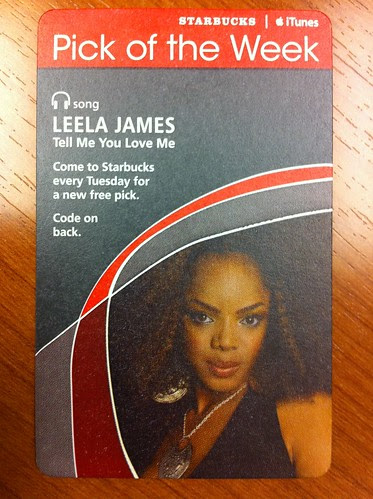 STARBUCKS | iTunes
Pick of the Week
song
LEELA JAMES
Tell Me You Love Me
Come to Starbucks
every Tuesday for
a new free pick.
Code on
back.